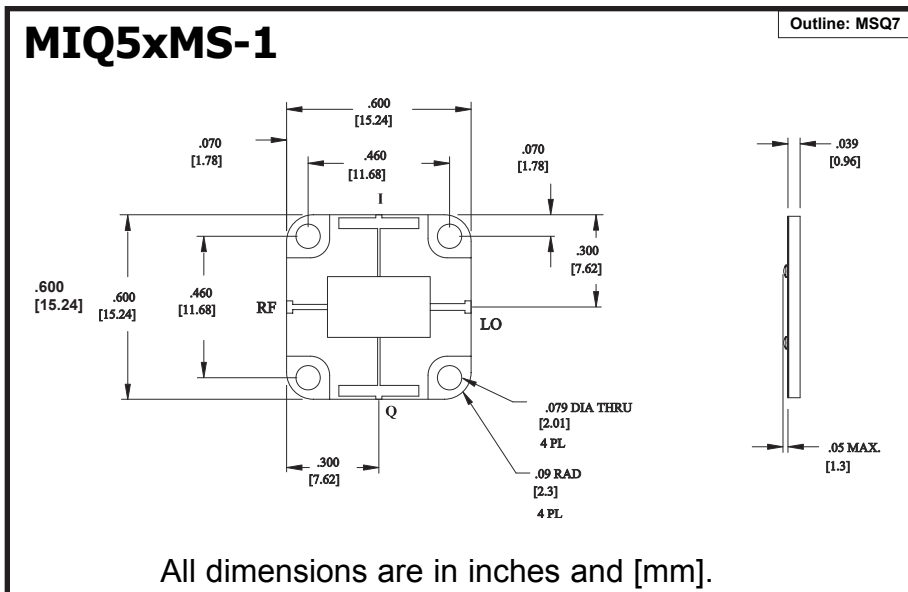 MIQ5xMS-1
Outline: MSQ7
.600
[15.24]
.070
[1.78]
.460
[11.68]
.070
[1.78]
.039
[0.96]
I
.300
[7.62]
.600
[15.24]
.600
[15.24]
.460
[11.68]
RF
LO
Q
.079 DIA THRU
[2.01]
4 PL
.300
[7.62]
.09 RAD
[2.3]
4 PL
.05 MAX.
[1.3]
All dimensions are in inches and [mm].